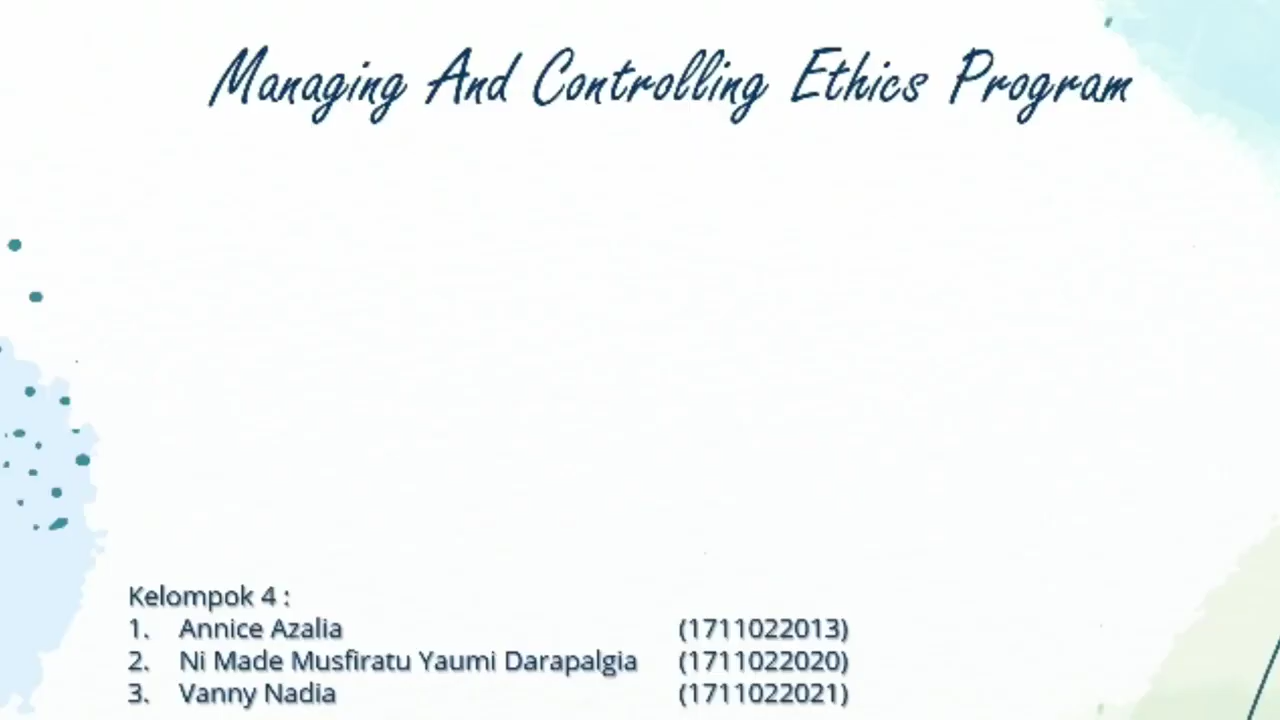 Managing And Controlling Ethics Program
Kelompok 4 :
1. Annice Azalia (1711022013)
2. Ni Made Musfiratu Yaumi Darapalgia (1711022020)
3. Vanny Nadia (1711022021)